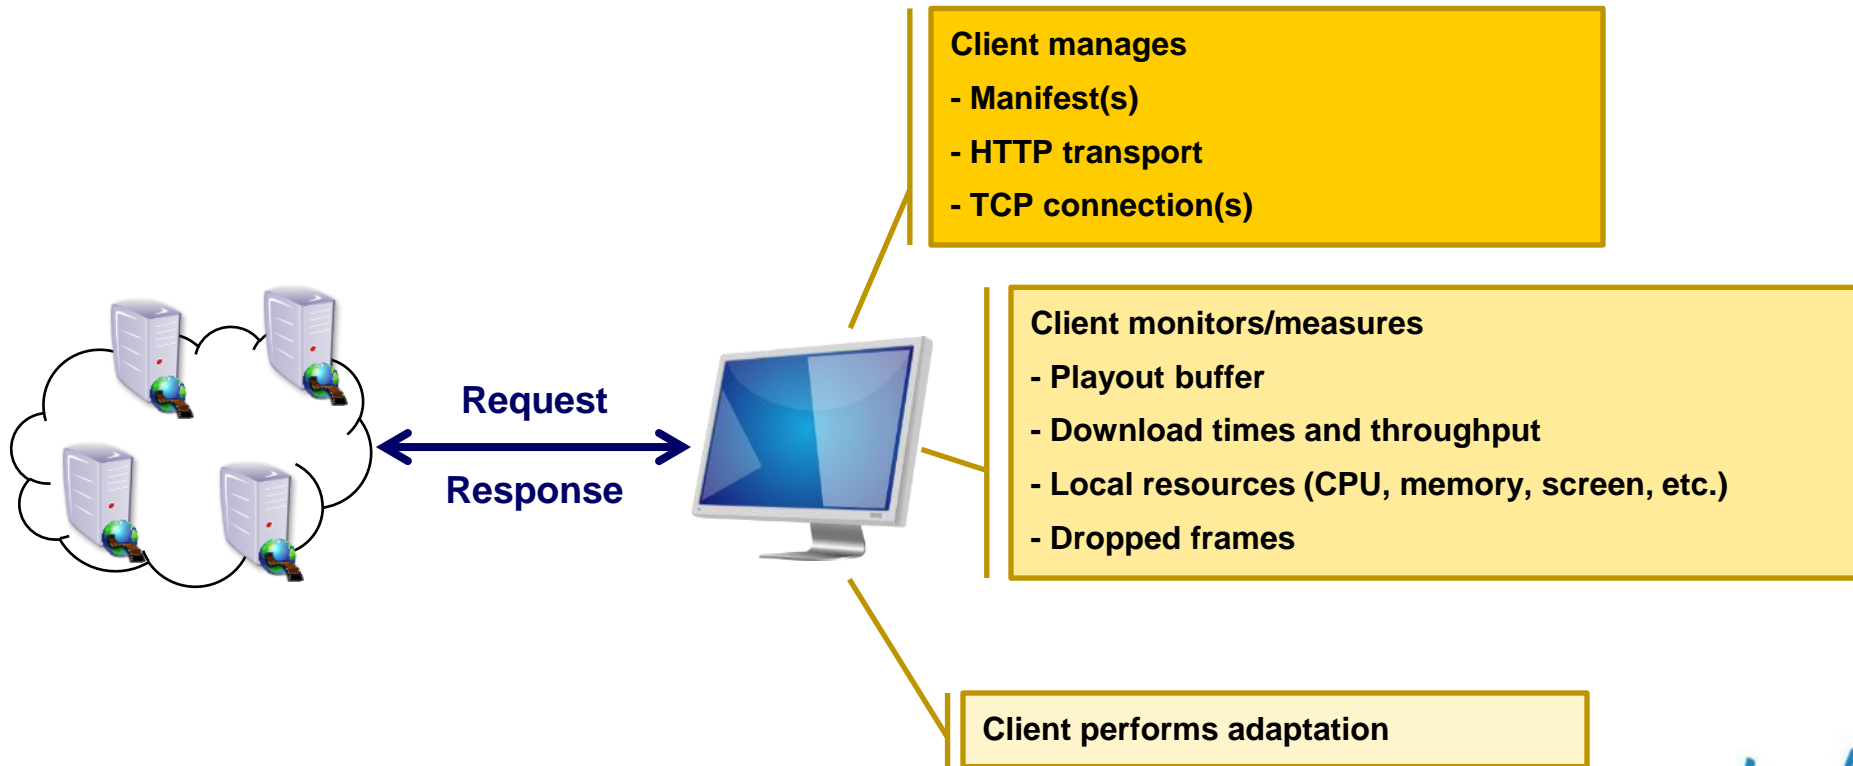 Client manages
- Manifest(s)
- HTTP transport
- TCP connection(s)
Request
Response
Client monitors/measures
- Playout buffer
- Download times and throughput
- Local resources (CPU, memory, screen, etc.)
- Dropped frames
Client performs adaptation